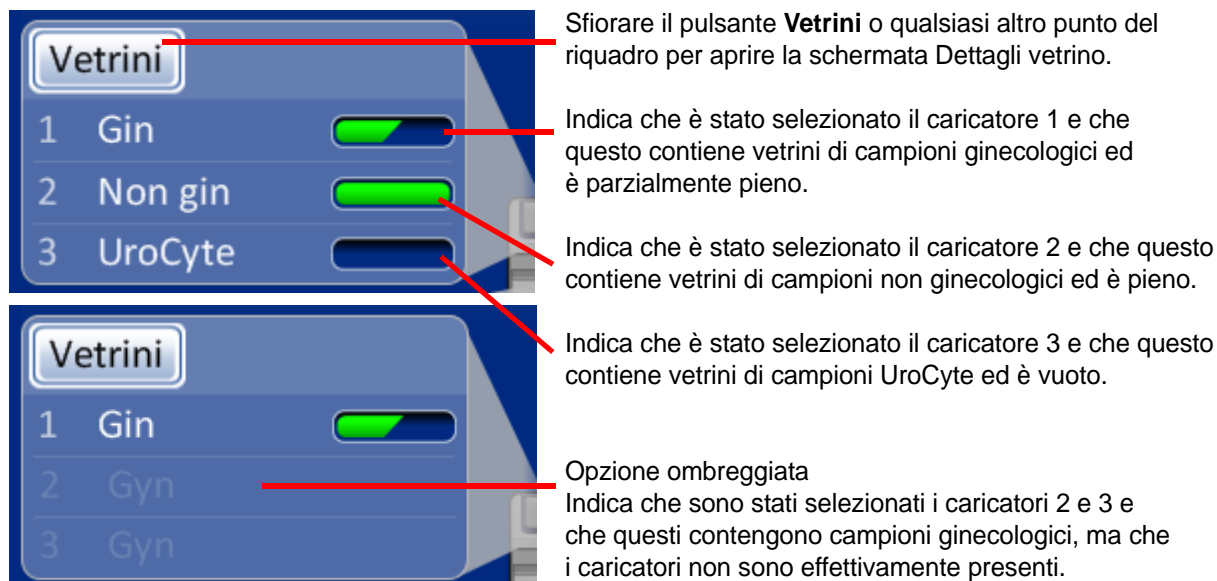 Vetrini
1 Gin
2 Non gin
3 UroCyte
Vetrini
1 Gin
2 Gyn
3 Gyn
Sfiorare il pulsante Vetrini o qualsiasi altro punto del
riquadro per aprire la schermata Dettagli vetrino.
Indica che è stato selezionato il caricatore 1 e che
questo contiene vetrini di campioni ginecologici ed
è parzialmente pieno.
Indica che è stato selezionato il caricatore 2 e che questo
contiene vetrini di campioni non ginecologici ed è pieno.
Indica che è stato selezionato il caricatore 3 e che questo
contiene vetrini di campioni UroCyte ed è vuoto.
Opzione ombreggiata
Indica che sono stati selezionati i caricatori 2 e 3 e
che questi contengono campioni ginecologici, ma che
i caricatori non sono effettivamente presenti.